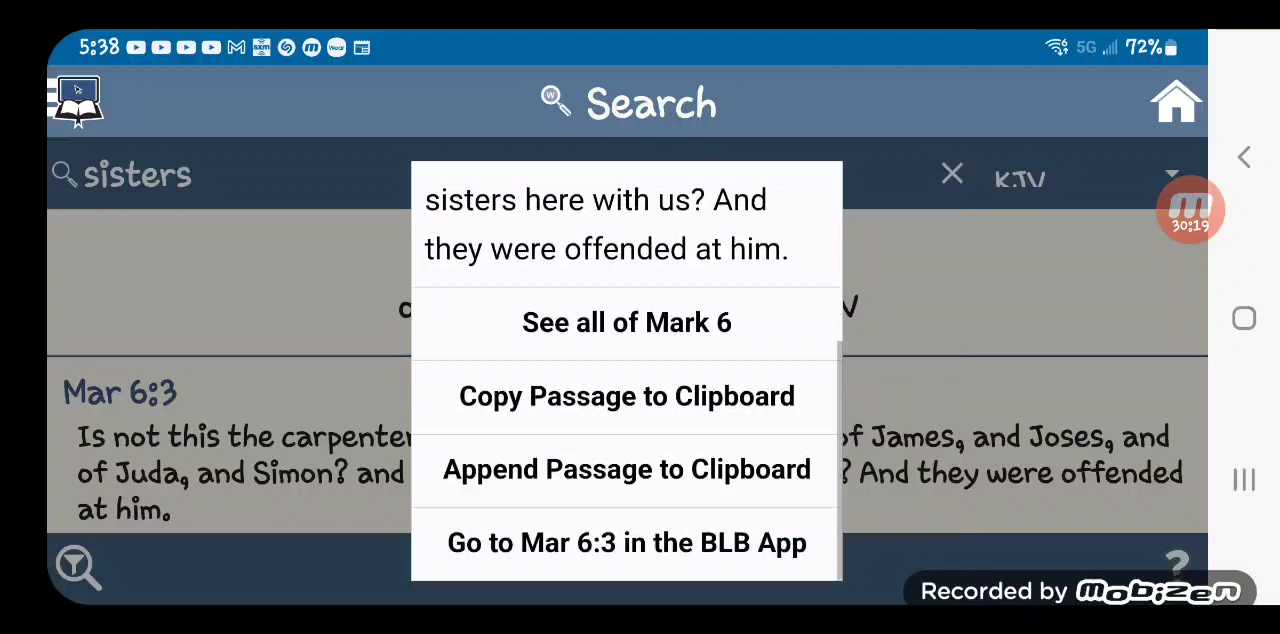 5:38 5G 72%
Search
sisters KJV
m
30:19
sisters here with us? And
they were offended at him.
See all of Mark 6
Copy Passage to Clipboard
Append Passage to Clipboard
Go to Mar 6:3 in the BLB App
Mar 6:3
Is not this the carpenter of James, and Joses, and
of Juda, and Simon? and ? And they were offended
at him.
?
Recorded by mobizen